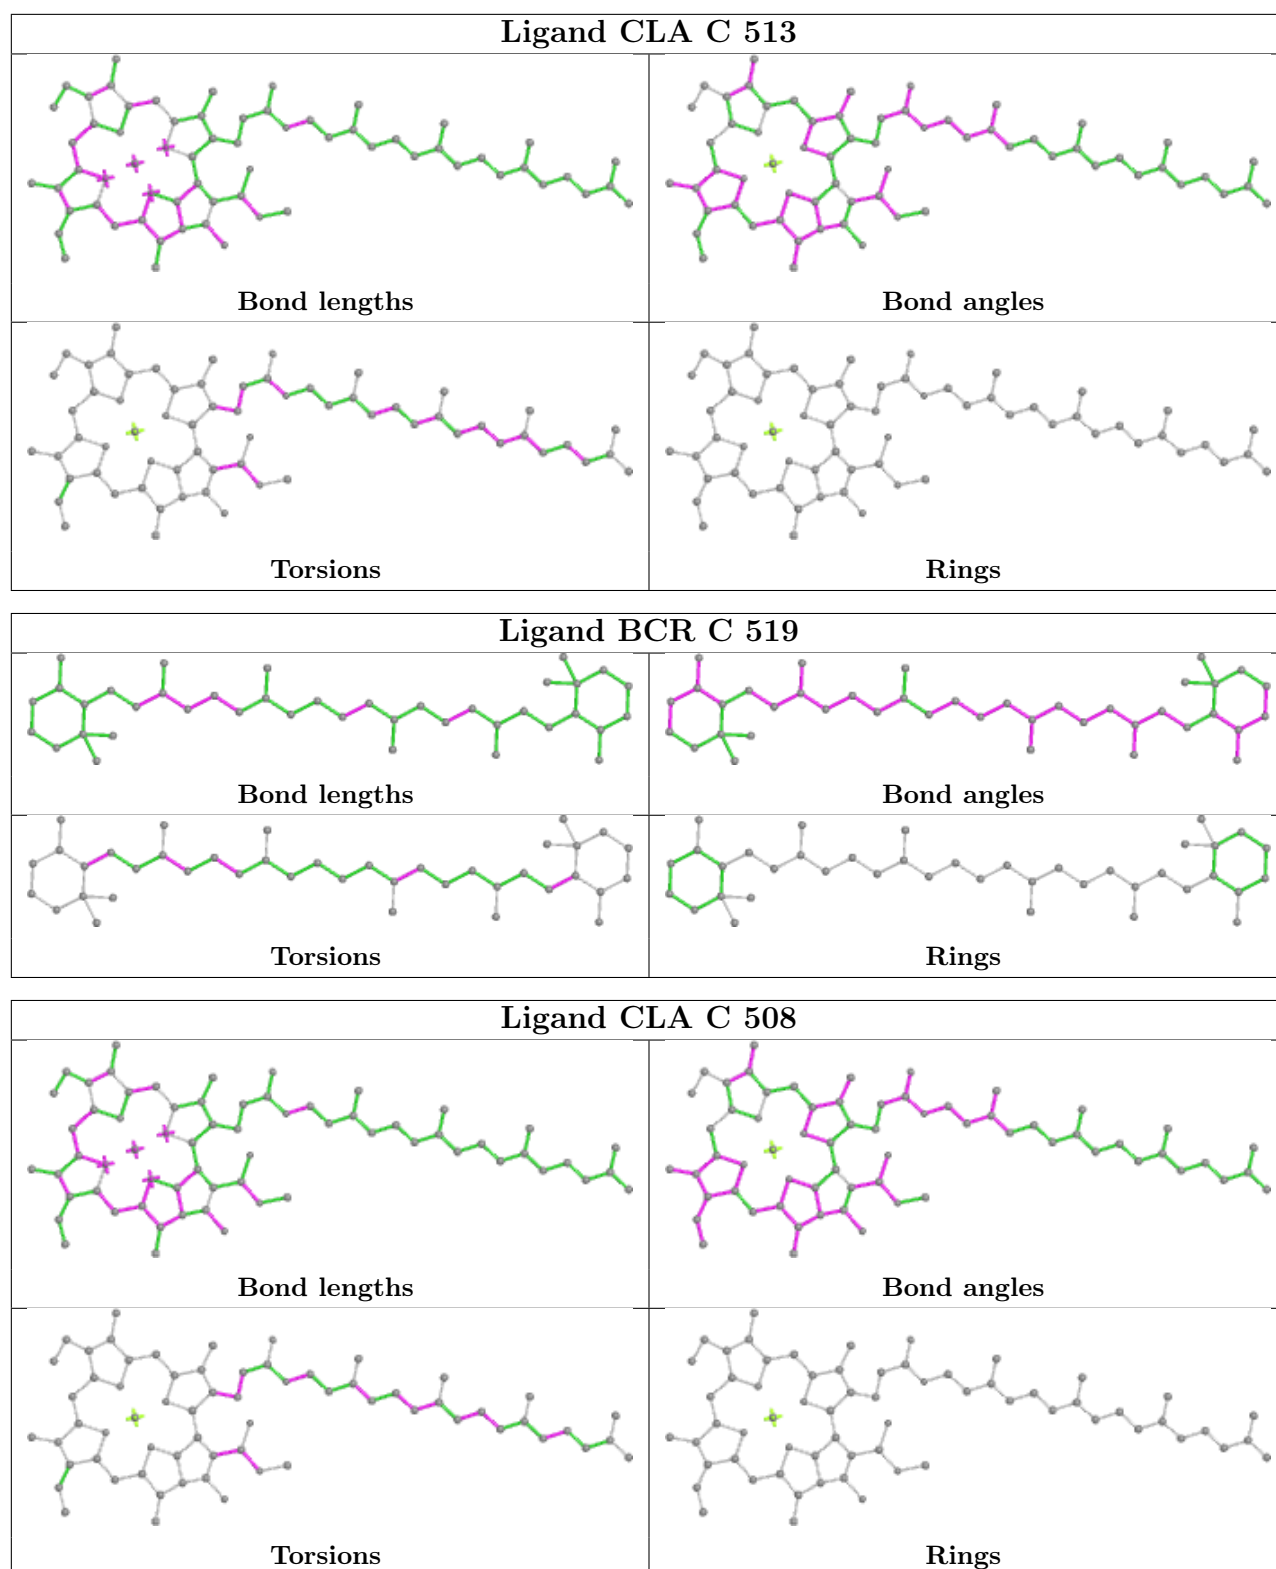 Ligand CLA C 513
Bond lengths
Bond angles
Torsions
Rings
Ligand BCR C 519
Bond lengths
Bond angles
Torsions
Rings
Ligand CLA C 508
Bond lengths
Bond angles
Torsions
Rings